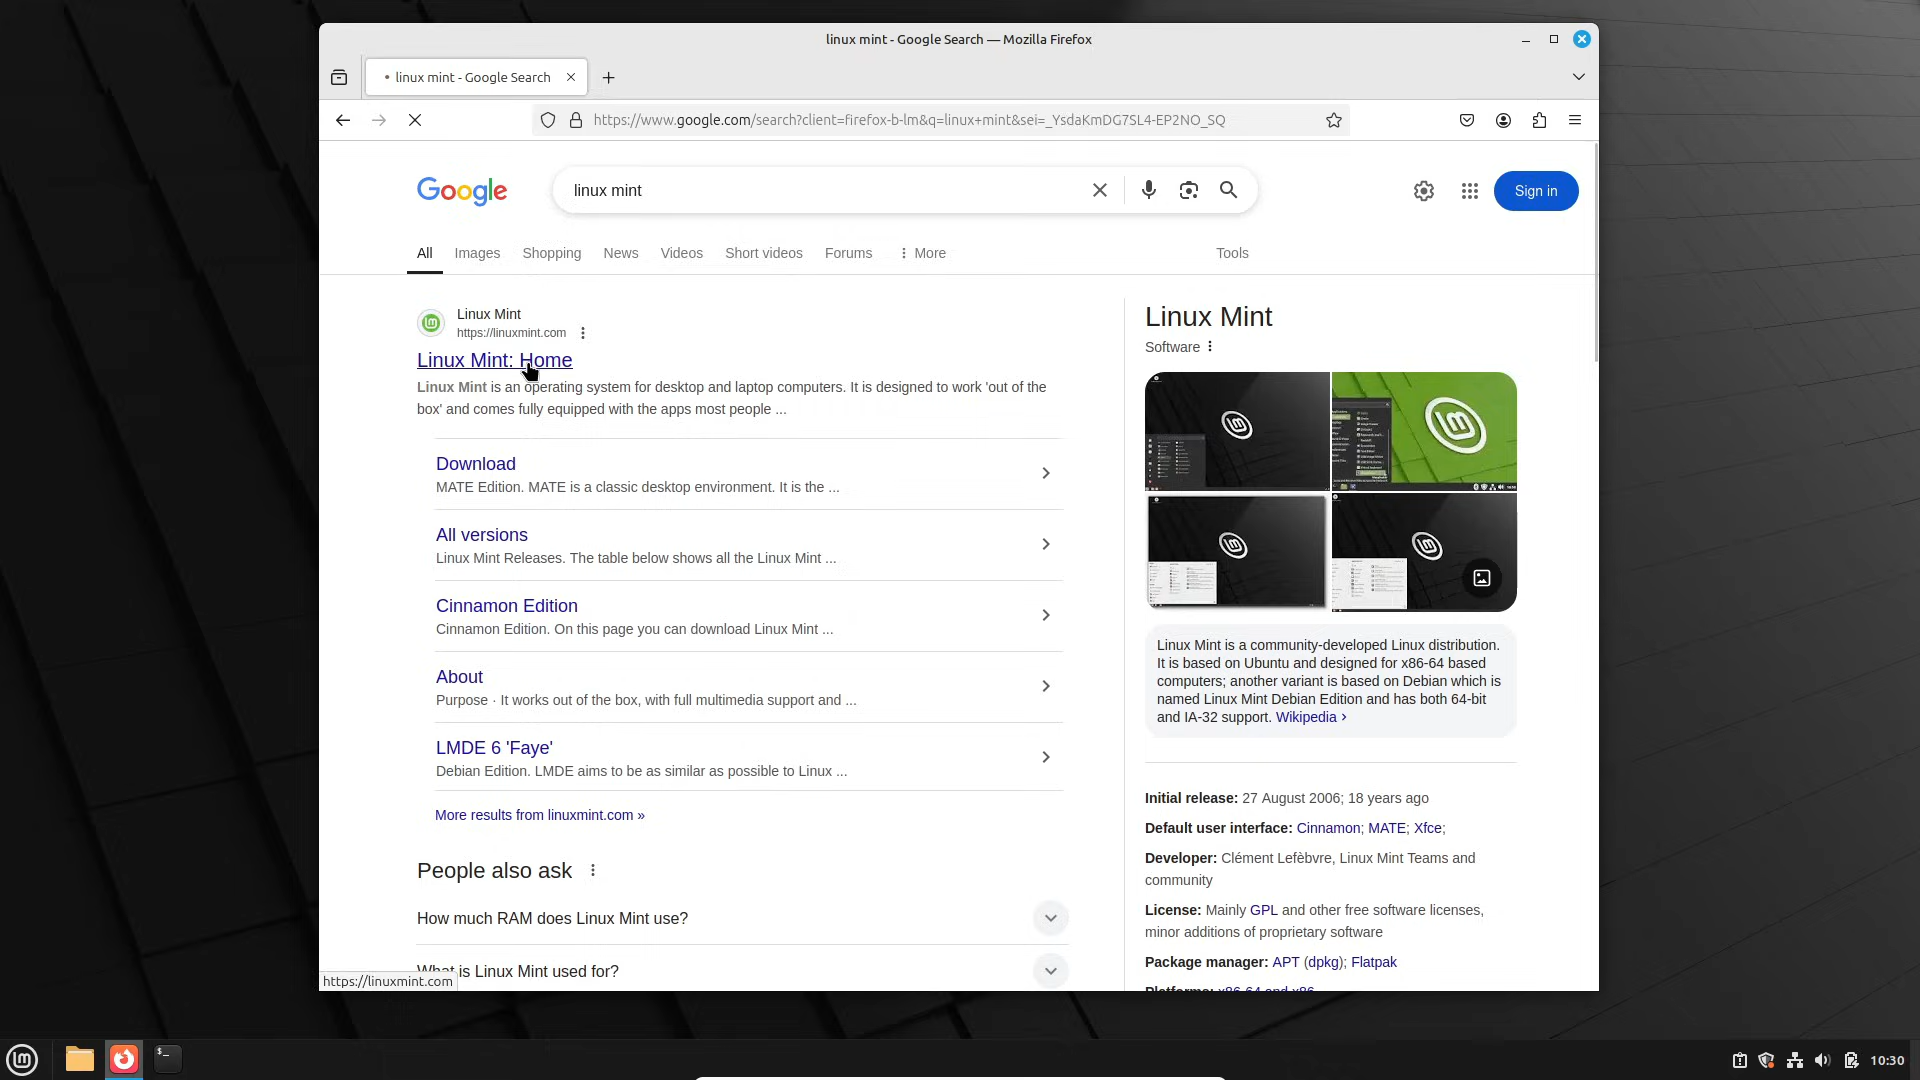 linux mint - Google Search — Mozilla Firefox
linux mint - Google Search
https://www.google.com/search?client=firefox-b-lm&q=linux+mint&sei=_YsdaKmDG7SL4-EP2NO_SQ
Google
linux mint
Sign in
All Images Shopping News Videos Short videos Forums More Tools
Linux Mint
https://linuxmint.com
Linux Mint: Home
Linux Mint is an operating system for desktop and laptop computers. It is designed to work 'out of the
box' and comes fully equipped with the apps most people ...
Download
MATE Edition. MATE is a classic desktop environment. It is the ...
All versions
Linux Mint Releases. The table below shows all the Linux Mint ...
Cinnamon Edition
Cinnamon Edition. On this page you can download Linux Mint ...
About
Purpose · It works out of the box, with full multimedia support and ...
LMDE 6 'Faye'
Debian Edition. LMDE aims to be as similar as possible to Linux ...
More results from linuxmint.com »
People also ask
How much RAM does Linux Mint use?
What is Linux Mint used for?
https://linuxmint.com
Linux Mint
Software
Linux Mint is a community-developed Linux distribution.
It is based on Ubuntu and designed for x86-64 based
computers; another variant is based on Debian which is
named Linux Mint Debian Edition and has both 64-bit
and IA-32 support. Wikipedia ›
Initial release: 27 August 2006; 18 years ago
Default user interface: Cinnamon; MATE; Xfce;
Developer: Clément Lefèbvre, Linux Mint Teams and
community
License: Mainly GPL and other free software licenses,
minor additions of proprietary software
Package manager: APT (dpkg); Flatpak
Platforms: x86-64 and x86
10:30